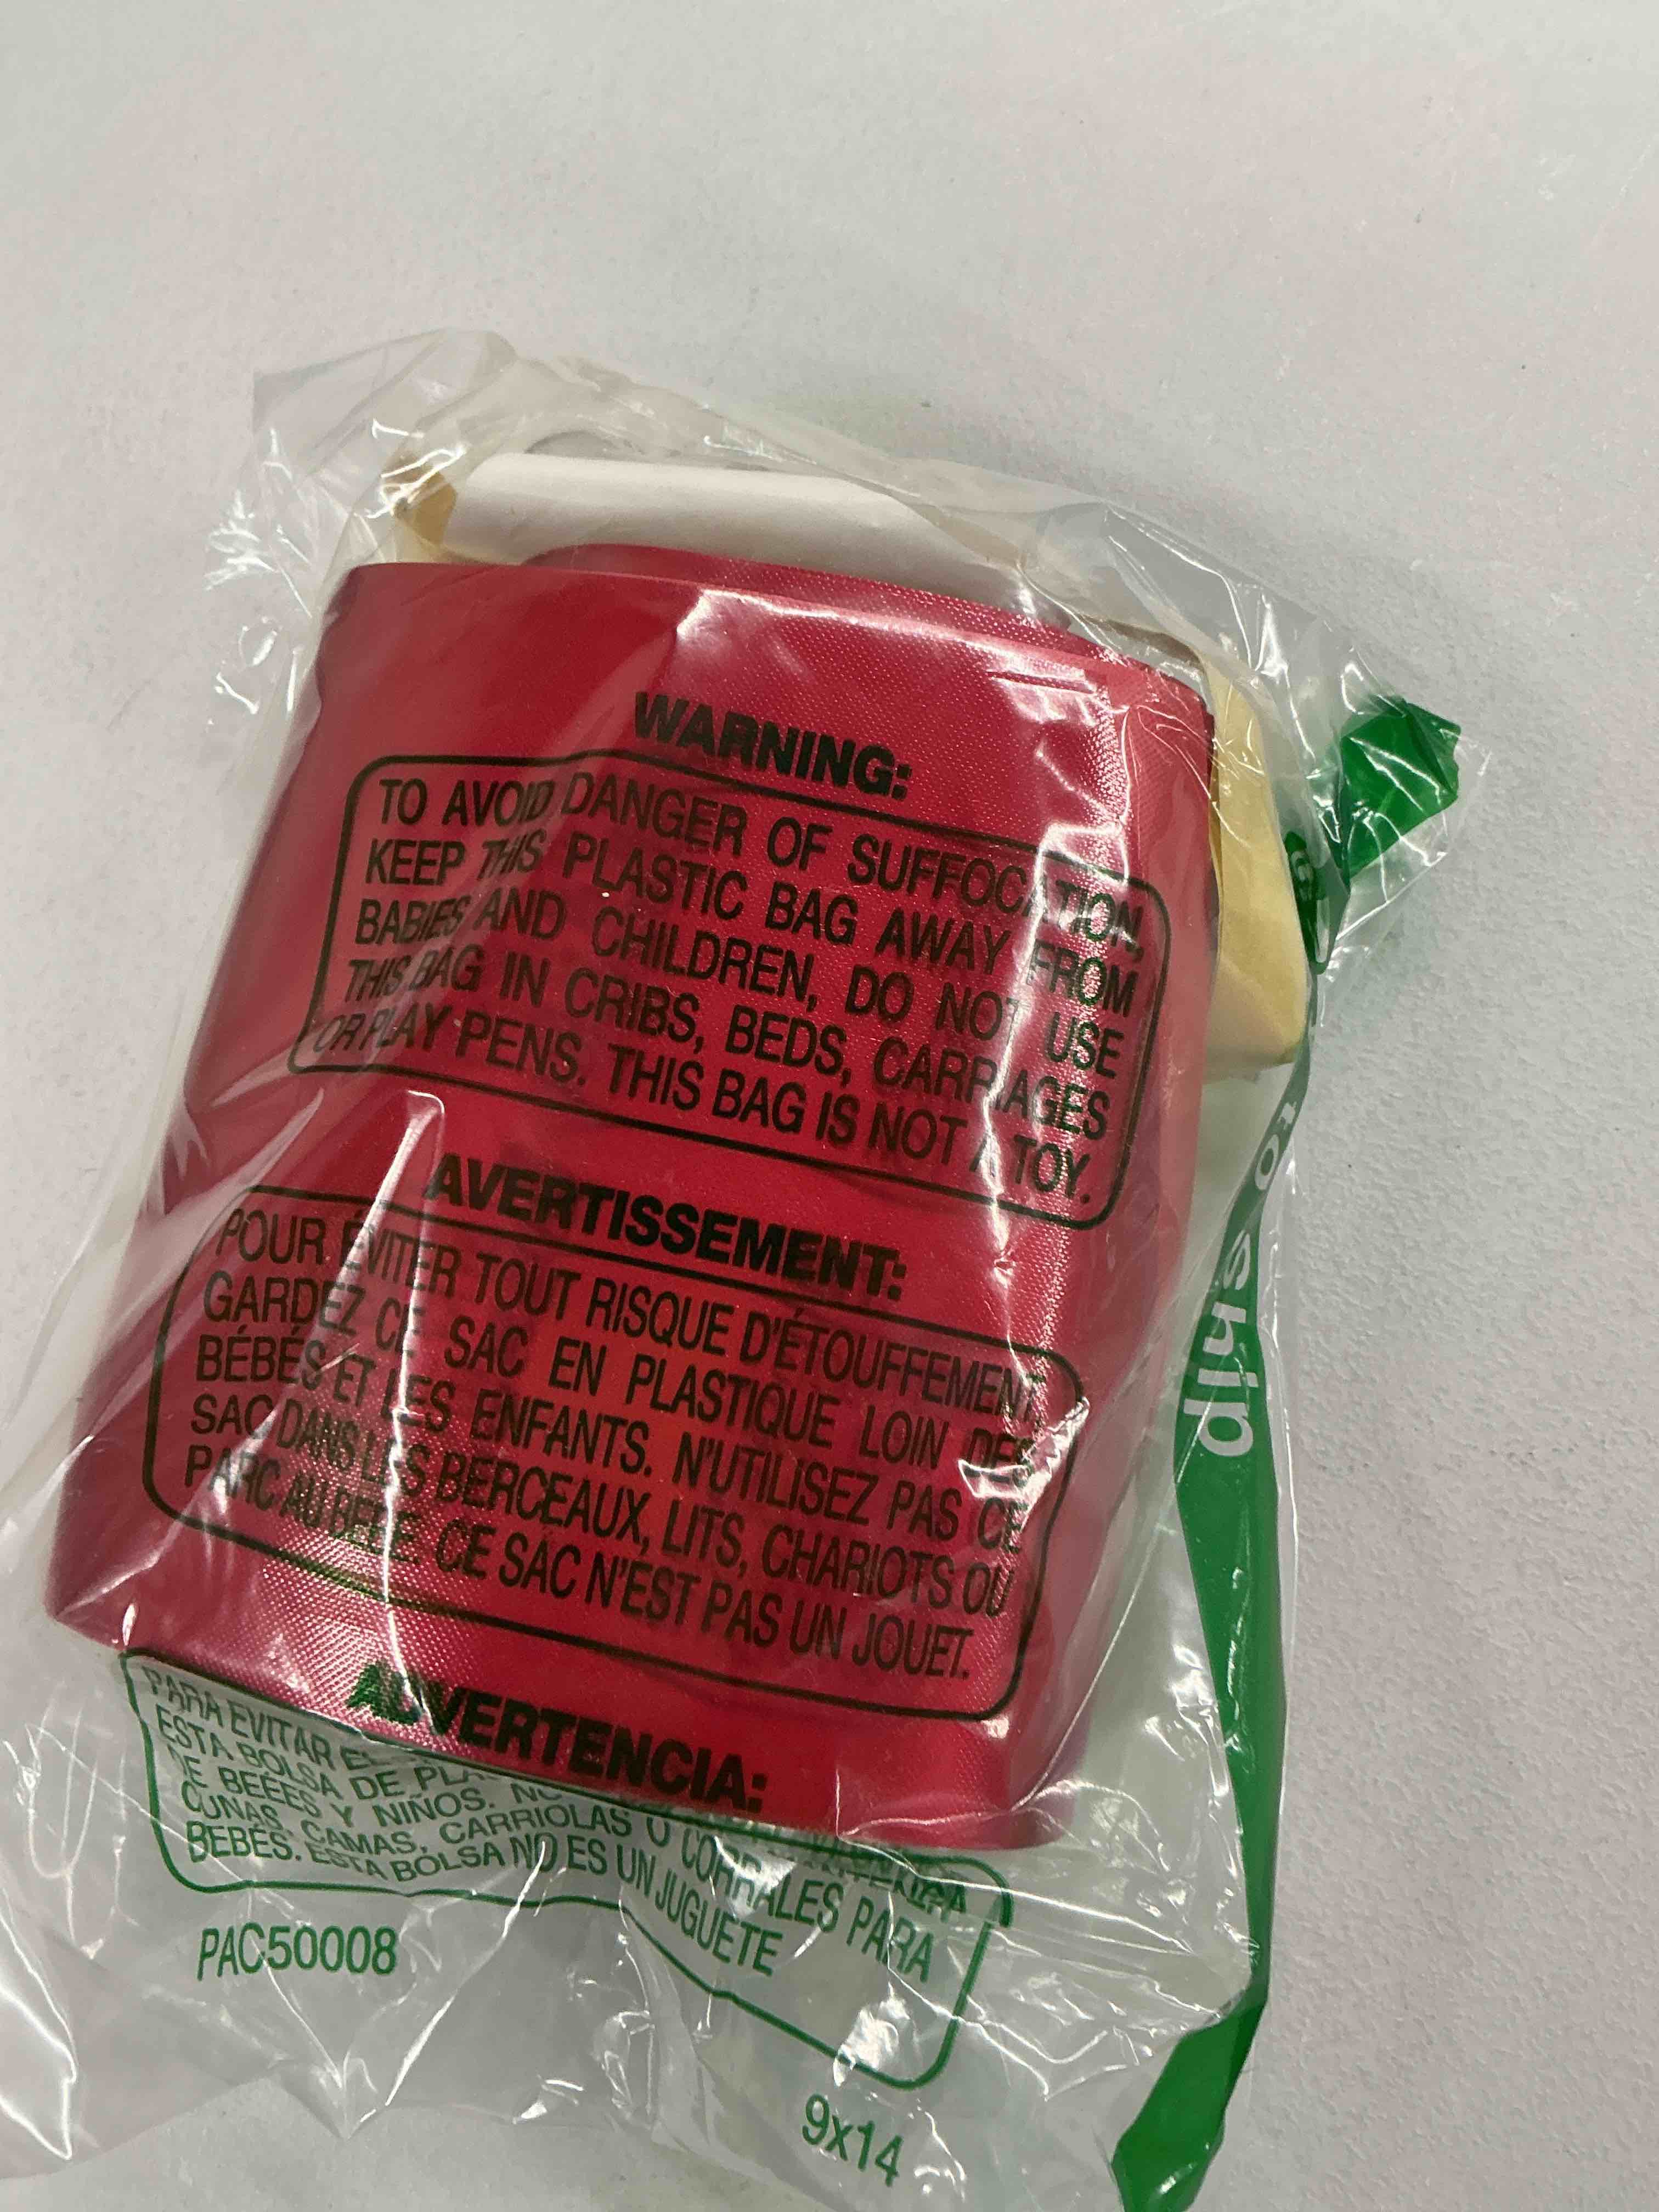 WARNING:
TO AVOID DANGER OF SUFFOCATION,
KEEP THIS PLASTIC BAG AWAY FROM
BABIES AND CHILDREN, DO NOT USE
THIS BAG IN CRIBS, BEDS, CARRIAGES
OR PLAY PENS. THIS BAG IS NOT A TOY.
AVERTISSEMENT:
POUR ÉVITER TOUT RISQUE D'ÉTOUFFEMENT,
GARDEZ CE SAC EN PLASTIQUE LOIN DES
BÉBÉS ET LES ENFANTS. N'UTILISEZ PAS CE
SAC DANS LES BERCEAUX, LITS, CHARIOTS OU
PARC AU BÉBÉ. CE SAC N'EST PAS UN JOUET.
ADVERTENCIA:
PARA EVITAR
ESTA BOLSA DE
DE BEÉES Y NIÑOS.
CUNAS, CAMAS, CARRIOLAS O CORRALES PARA
BEBÉS. ESTA BOLSA NO ES UN JUGUETE
PAC50008
9x14
to ship